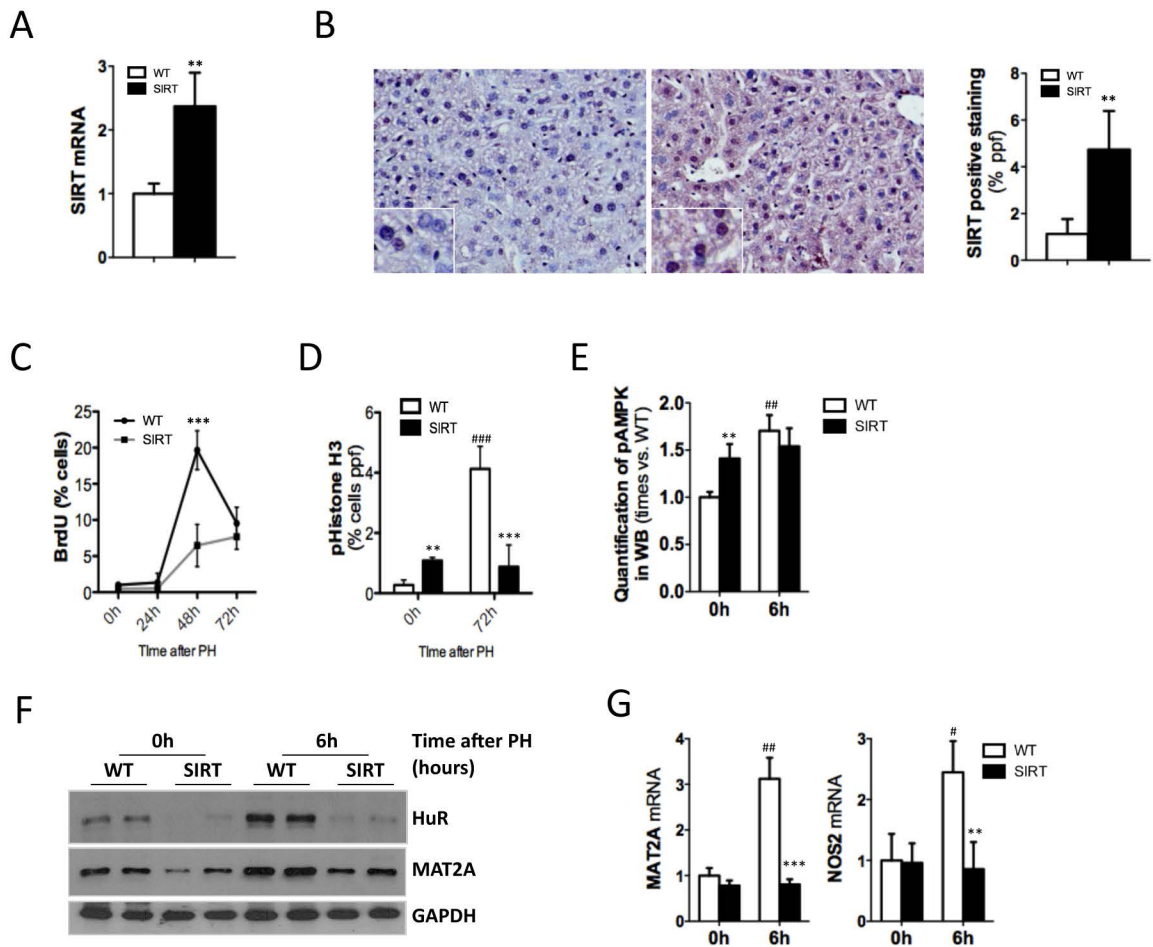 A
SIRT mRNA
3
2
1
0
**
WT
SIRT
B
SIRT positive staining
(% ppf)
8
6
4
2
0
WT
SIRT
**
C
BrdU (% cells)
25
20
15
10
5
0
WT
SIRT
***
0h
24h
48h
72h
TIme after PH
D
pHistone H3
(% cells ppf)
6
4
2
0
WT
SIRT
**
###
***
0h
72h
TIme after PH
E
Quantification of pAMPK
in WB (times vs. WT)
2.0
1.5
1.0
0.5
0.0
**
##
WT
SIRT
0h
6h
F
0h
6h
Time after PH
(hours)
WT
SIRT
WT
SIRT
HuR
MAT2A
GAPDH
G
MAT2A mRNA
4
3
2
1
0
##
***
0h
6h
NOS2 mRNA
3
2
1
0
#
**
0h
6h
WT
SIRT